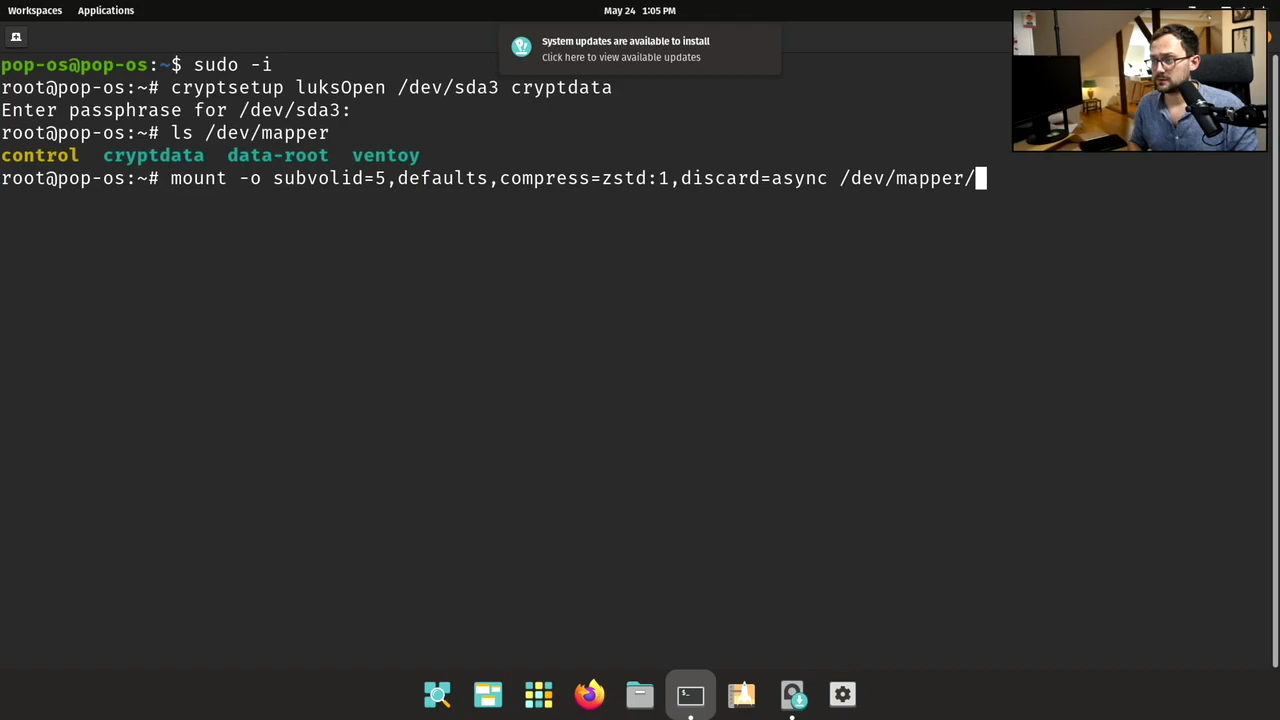 Workspaces Applications
May 24 1:05 PM
System updates are available to install
Click here to view available updates
pop-os@pop-os:~$ sudo -i
root@pop-os:~# cryptsetup luksOpen /dev/sda3 cryptdata
Enter passphrase for /dev/sda3:
root@pop-os:~# ls /dev/mapper
control cryptdata data-root ventoy
root@pop-os:~# mount -o subvolid=5,defaults,compress=zstd:1,discard=async /dev/mapper/